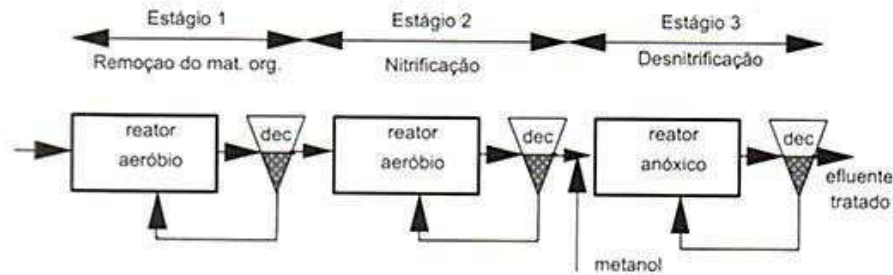 Estágio 1
Estágio 2
Estágio 3
Remoçao do mat. org.
Nitrificação
Desnitrificação
reator
aeróbio
dec
reator
aeróbio
dec
reator
anóxico
dec
efluente
tratado
metanol